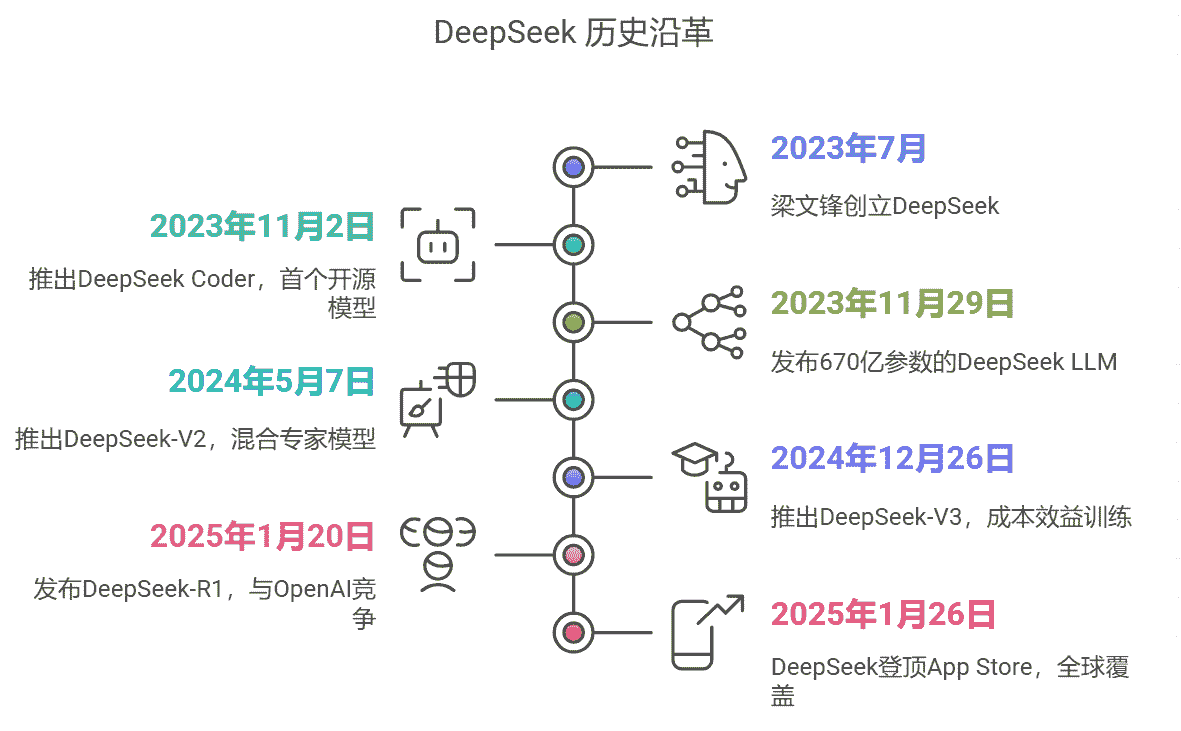 DeepSeek 历史沿革
2023年7月
梁文锋创立DeepSeek
2023年11月2日
推出DeepSeek Coder，首个开源
模型
2023年11月29日
发布670亿参数的DeepSeek LLM
2024年5月7日
推出DeepSeek-V2，混合专家模型
2024年12月26日
推出DeepSeek-V3，成本效益训练
2025年1月20日
发布DeepSeek-R1，与OpenAI竞
争
2025年1月26日
DeepSeek登顶App Store，全球覆
盖